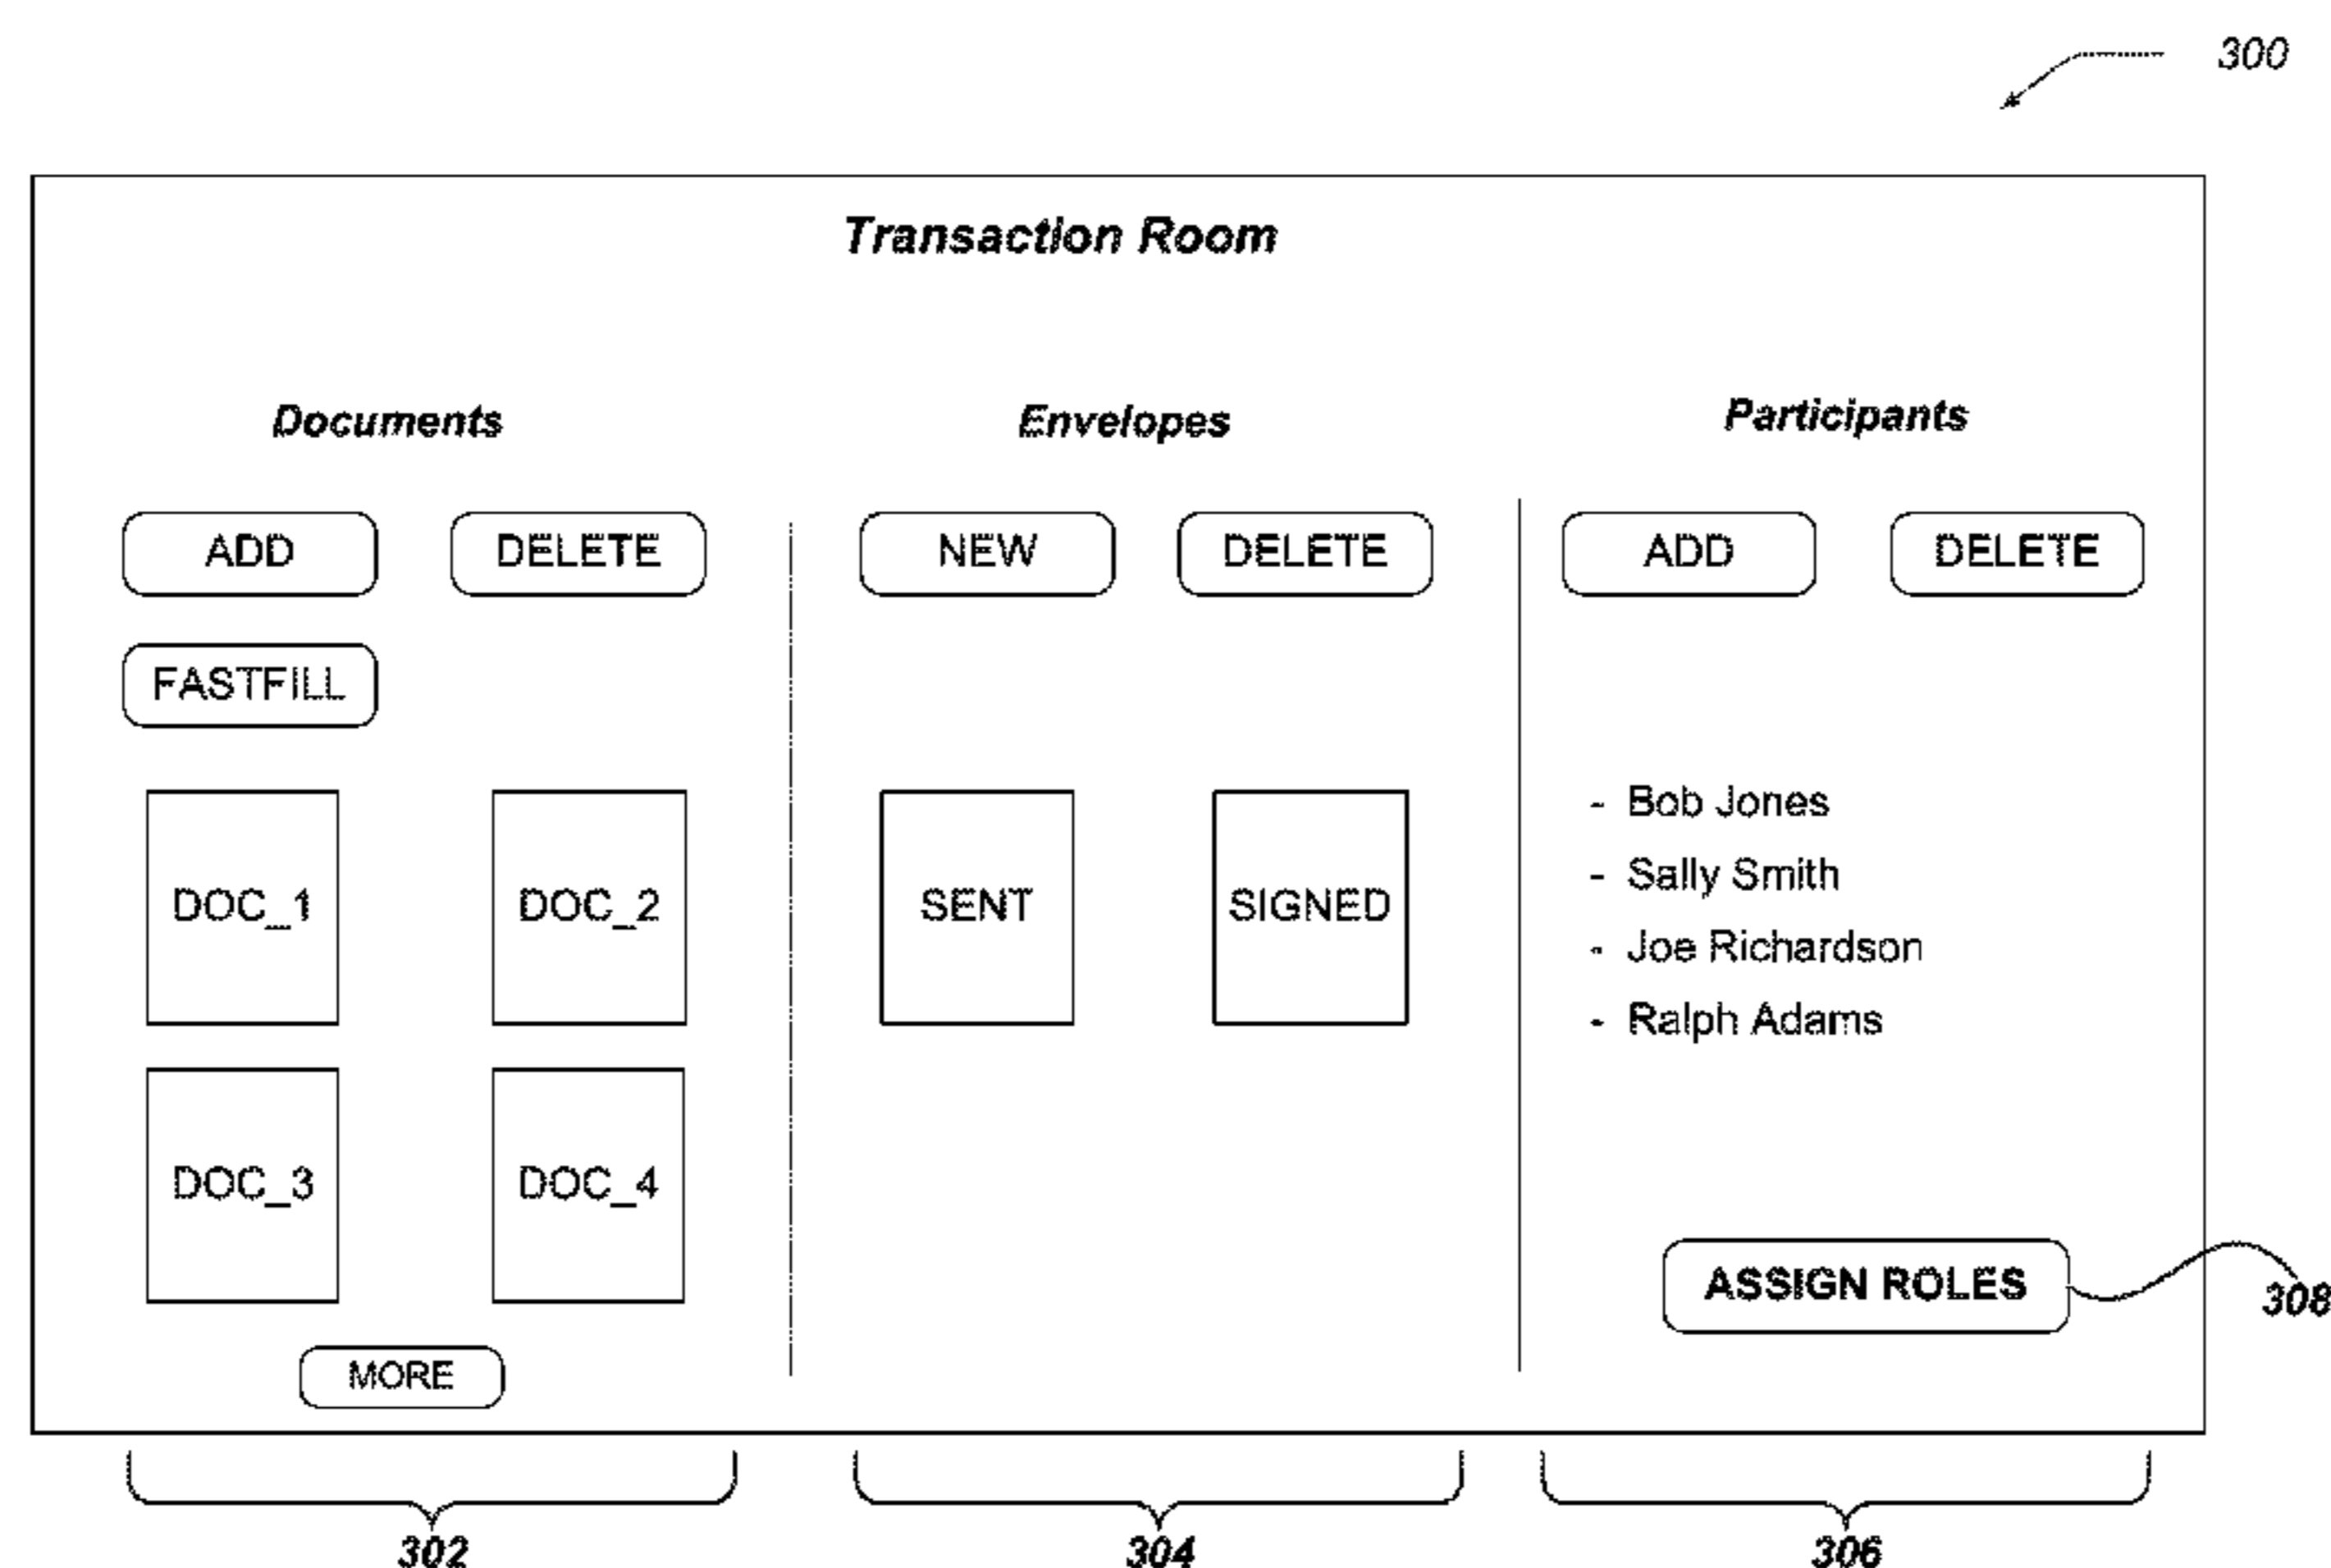 300
Transaction Room
Documents Envelopes Participants
ADD DELETE NEW DELETE ADD DELETE
FASTFILL
DOC_1 DOC_2 SENT SIGNED
- Bob Jones
- Sally Smith
- Joe Richardson
- Ralph Adams
DOC_3 DOC_4
ASSIGN ROLES
308
MORE
302 304 306